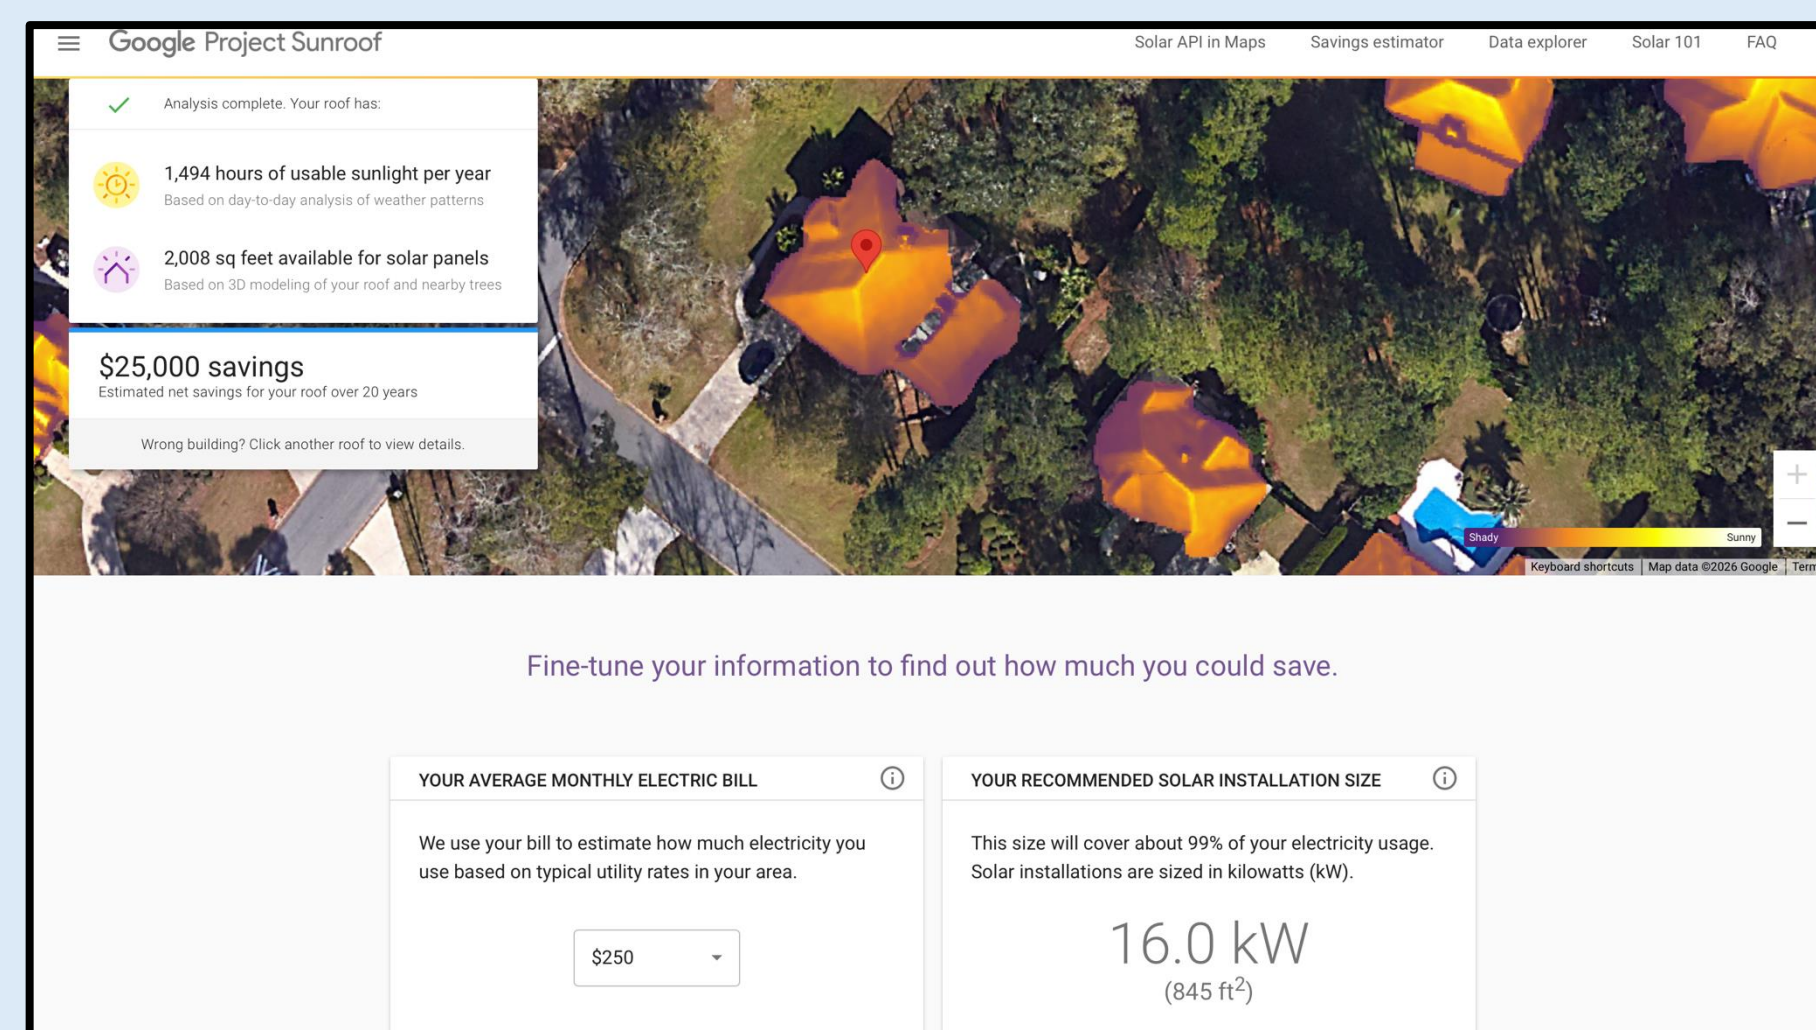 Google Project Sunroof
Solar API in Maps
Savings estimator
Data explorer
Solar 101
FAQ
Analysis complete. Your roof has:
1,494 hours of usable sunlight per year
Based on day-to-day analysis of weather patterns
2,008 sq feet available for solar panels
Based on 3D modeling of your roof and nearby trees
$25,000 savings
Estimated net savings for your roof over 20 years
Wrong building? Click another roof to view details.
Shady
Sunny
Keyboard shortcuts
Map data ©2026 Google
Fine-tune your information to find out how much you could save.
YOUR AVERAGE MONTHLY ELECTRIC BILL
We use your bill to estimate how much electricity you
use based on typical utility rates in your area.
$250
YOUR RECOMMENDED SOLAR INSTALLATION SIZE
This size will cover about 99% of your electricity usage.
Solar installations are sized in kilowatts (kW).
16.0 kW
(845 ft²)